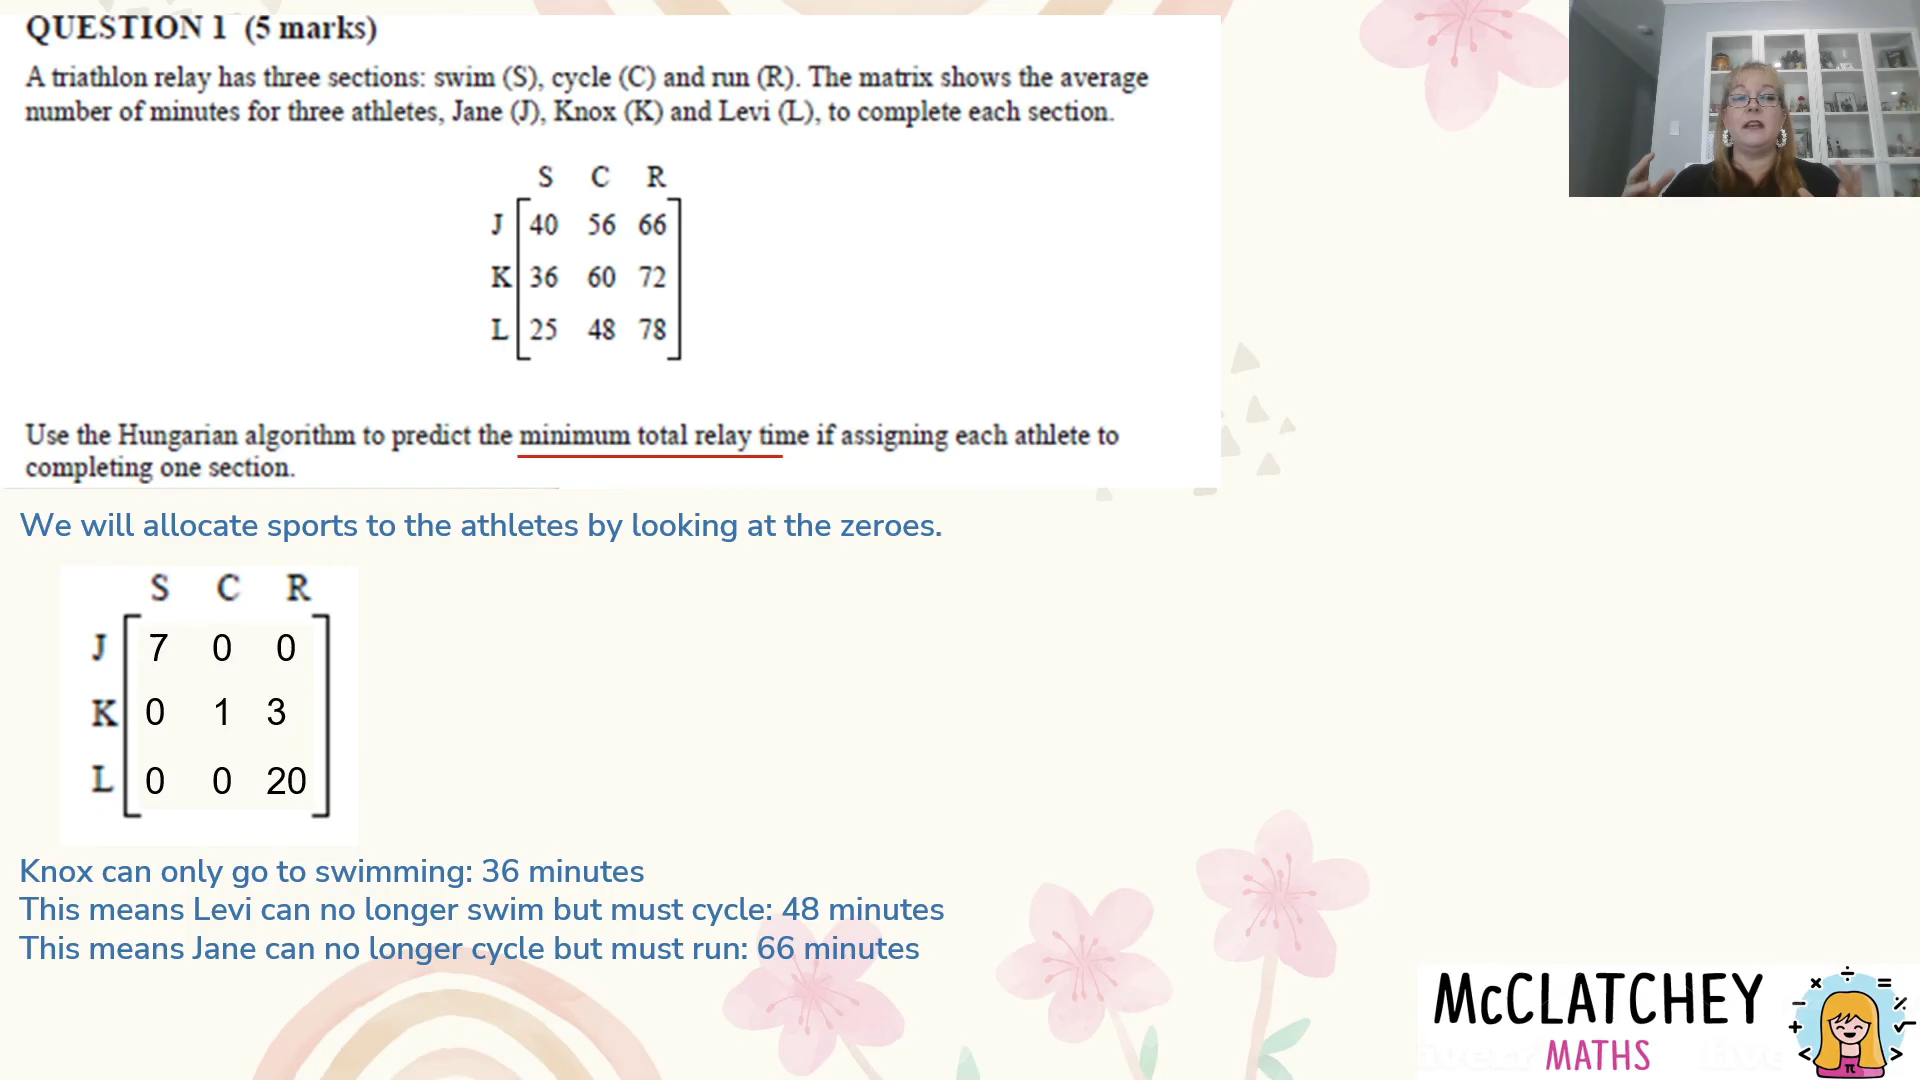 QUESTION 1 (5 marks)
A triathlon relay has three sections: swim (S), cycle (C) and run (R). The matrix shows the average
number of minutes for three athletes, Jane (J), Knox (K) and Levi (L), to complete each section.
S C R
J 40 56 66
K 36 60 72
L 25 48 78
Use the Hungarian algorithm to predict the minimum total relay time if assigning each athlete to
completing one section.
We will allocate sports to the athletes by looking at the zeroes.
S C R
J 7 0 0
K 0 1 3
L 0 0 20
Knox can only go to swimming: 36 minutes
This means Levi can no longer swim but must cycle: 48 minutes
This means Jane can no longer cycle but must run: 66 minutes
McCLATCHEY
MATHS